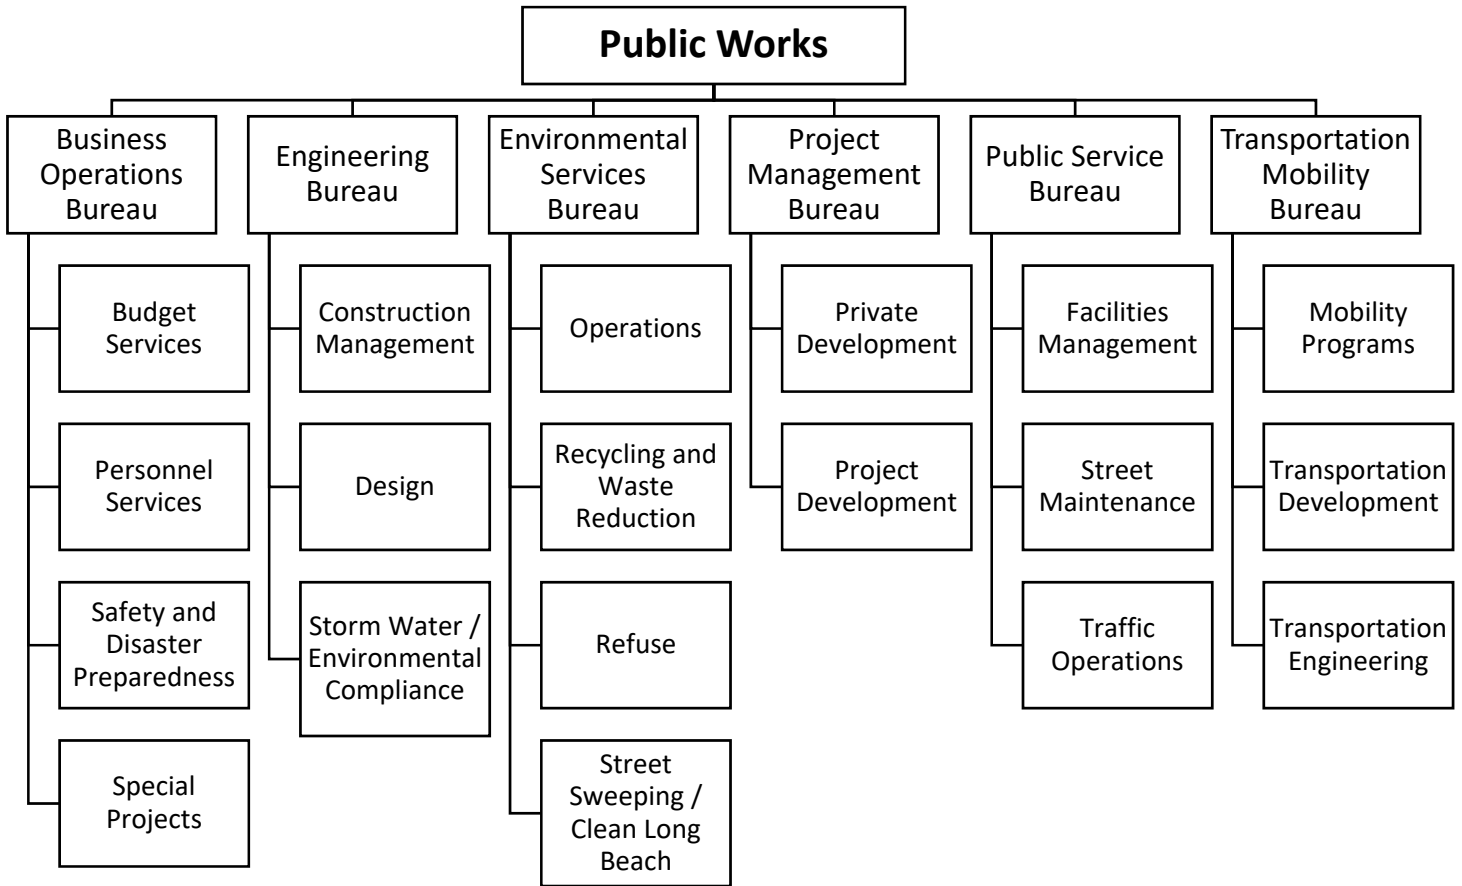 Public Works
Business
Operations
Bureau
Budget
Services
Personnel
Services
Safety and
Disaster
Preparedness
Special
Projects
Engineering
Bureau
Construction
Management
Design
Storm Water /
Environmental
Compliance
Environmental
Services
Bureau
Operations
Recycling and
Waste
Reduction
Refuse
Street
Sweeping /
Clean Long
Beach
Project
Management
Bureau
Private
Development
Project
Development
Public Service
Bureau
Facilities
Management
Street
Maintenance
Traffic
Operations
Transportation
Mobility
Bureau
Mobility
Programs
Transportation
Development
Transportation
Engineering